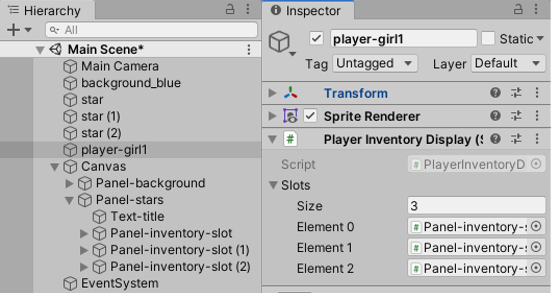 Hierarchy
All
Main Scene*
Main Camera
background_blue
star
star (1)
star (2)
player-girl1
Canvas
Panel-background
Panel-stars
Text-title
Panel-inventory-slot
Panel-inventory-slot (1)
Panel-inventory-slot (2)
EventSystem
Inspector
player-girl1 Static
Tag Untagged Layer Default
Transform
Sprite Renderer
Player Inventory Display (S
Script # PlayerInventoryD
Slots
Size 3
Element 0 # Panel-inventory-s
Element 1 # Panel-inventory-s
Element 2 # Panel-inventory-s